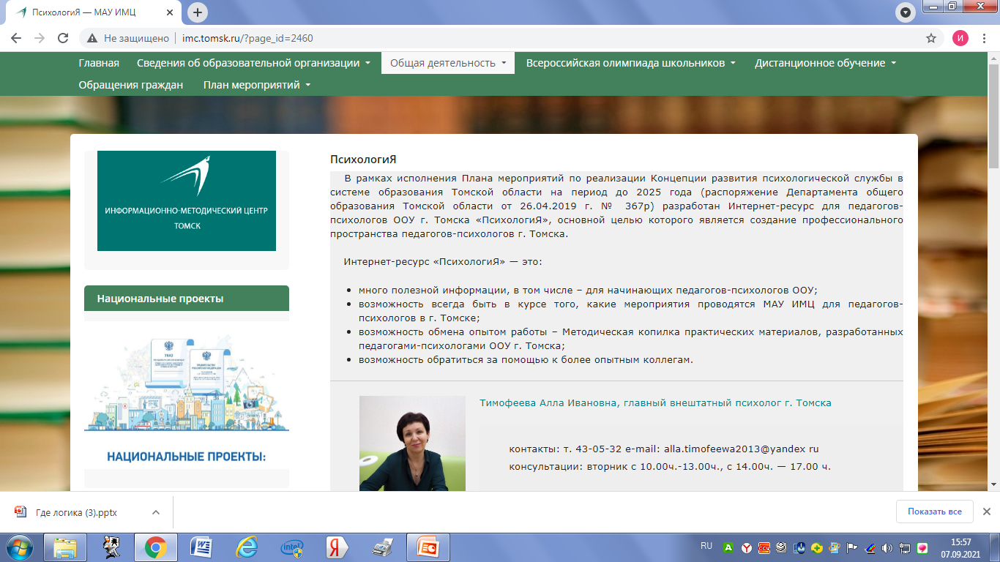 ПсихологиЯ — МАУ ИМЦ
Не защищено
imc.tomsk.ru/?page_id=2460
И
Главная
Сведения об образовательной организации
Общая деятельность
Всероссийская олимпиада школьников
Дистанционное обучение
Обращения граждан
План мероприятий
ИНФОРМАЦИОННО-МЕТОДИЧЕСКИЙ ЦЕНТР
ТОМСК
Национальные проекты
УКАЗ
НАЦИОНАЛЬНЫЕ ПРОЕКТЫ:
ПсихологиЯ
В рамках исполнения Плана мероприятий по реализации Концепции развития психологической службы в
системе образования Томской области на период до 2025 года (распоряжение Департамента общего
образования Томской области от 26.04.2019 г. № 367р) разработан Интернет-ресурс для педагогов-
психологов ООУ г. Томска «ПсихологиЯ», основной целью которого является создание профессионального
пространства педагогов-психологов г. Томска.
Интернет-ресурс «ПсихологиЯ» — это:
много полезной информации, в том числе – для начинающих педагогов-психологов ООУ;
возможность всегда быть в курсе того, какие мероприятия проводятся МАУ ИМЦ для педагогов-
психологов в г. Томске;
возможность обмена опытом работы – Методическая копилка практических материалов, разработанных
педагогами-психологами ООУ г. Томска;
возможность обратиться за помощью к более опытным коллегам.
Тимофеева Алла Ивановна, главный внештатный психолог г. Томска
контакты: т. 43-05-32 e-mail: alla.timofeewa2013@yandex ru
консультации: вторник с 10.00ч.-13.00ч., с 14.00ч. — 17.00 ч.
Где логика (3).pptx
Показать все
RU
15:57
07.09.2021